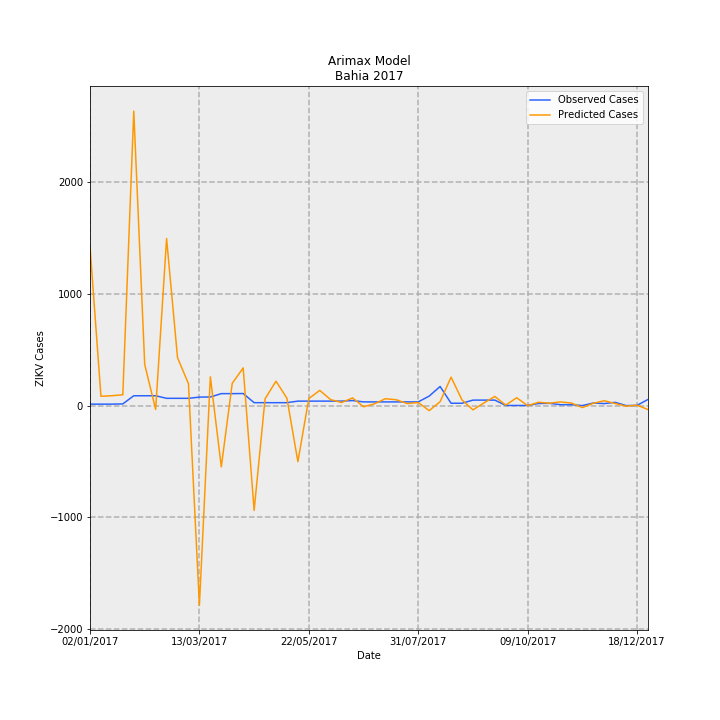 Arimax Model
Bahia 2017
Observed Cases
Predicted Cases
ZIKV Cases
2000
1000
0
−1000
−2000
02/01/2017
13/03/2017
22/05/2017
31/07/2017
09/10/2017
18/12/2017
Date